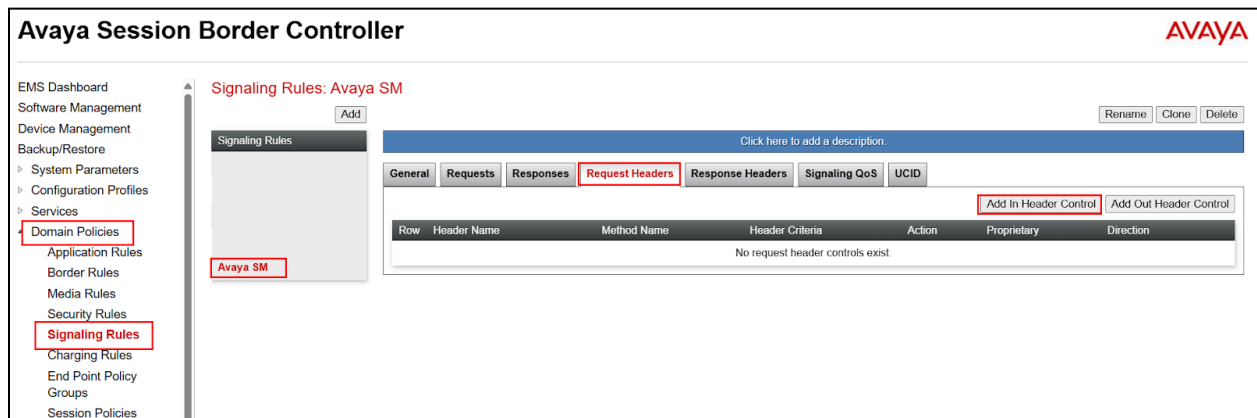 Avaya Session Border Controller
AVAYA
EMS Dashboard
Software Management
Device Management
Backup/Restore
System Parameters
Configuration Profiles
Services
Domain Policies
Application Rules
Border Rules
Media Rules
Security Rules
Signaling Rules
Charging Rules
End Point Policy
Groups
Session Policies
Signaling Rules: Avaya SM
Add
Rename Clone Delete
Signaling Rules
Avaya SM
Click here to add a description.
General Requests Responses Request Headers Response Headers Signaling QoS UCID
Add In Header Control Add Out Header Control
Row Header Name Method Name Header Criteria Action Proprietary Direction
No request header controls exist.